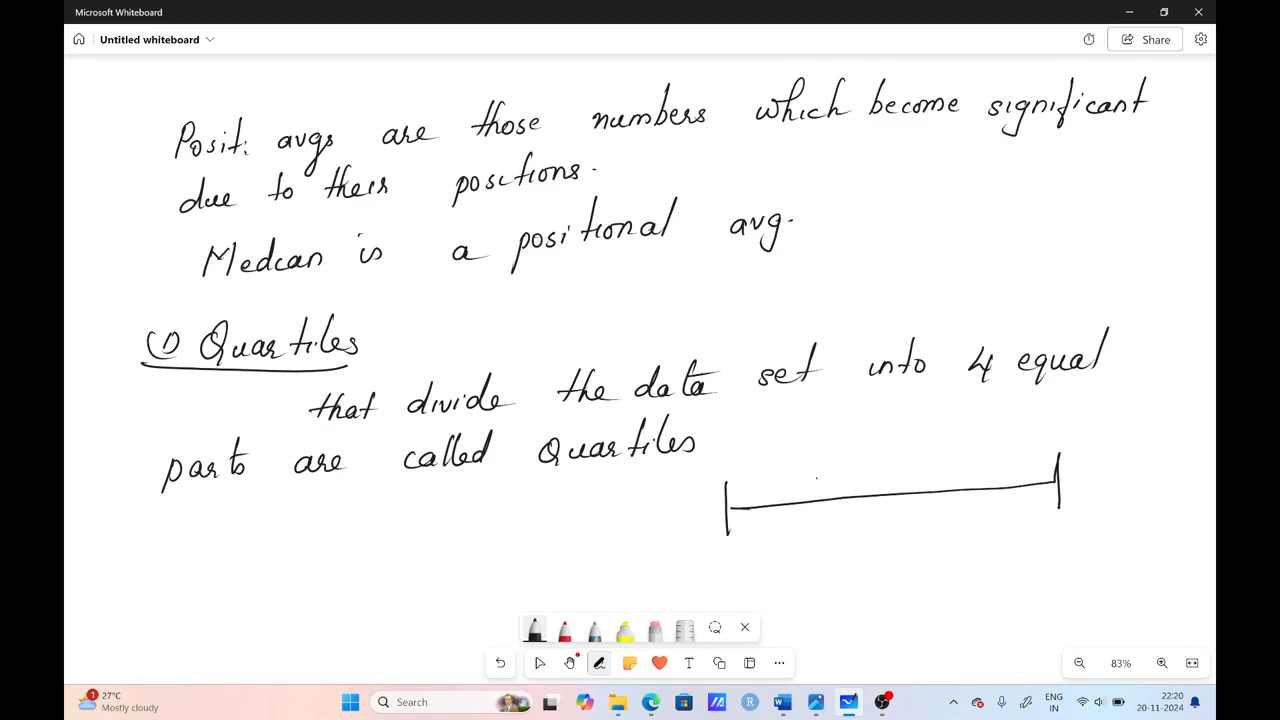 Microsoft Whiteboard
Untitled whiteboard
Share
Posit. avgs are those numbers which become significant
due to their positions.
Median is a positional avg.
(1) Quartiles
that divide the data set into 4 equal
parts are called Quartiles
83%
1
27°C
Mostly cloudy
Search
ENG
IN
22:20
20-11-2024